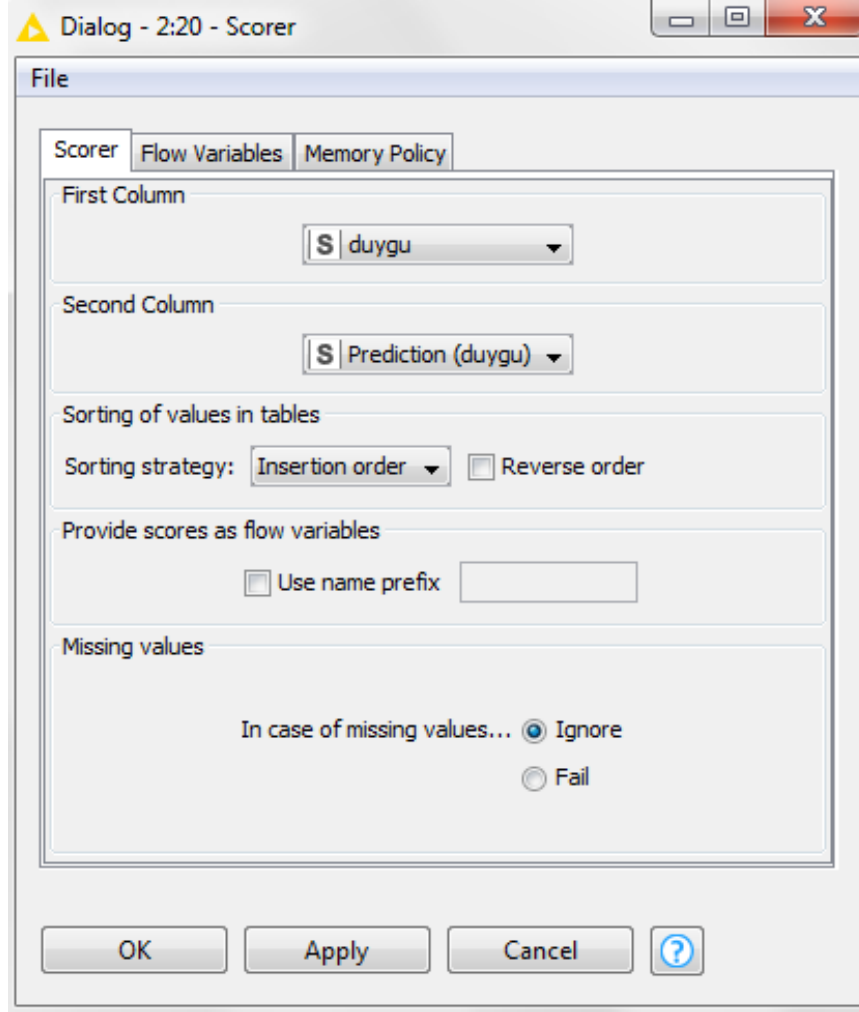 Dialog - 2:20 - Scorer
File
Scorer Flow Variables Memory Policy
First Column
S duygu
Second Column
S Prediction (duygu)
Sorting of values in tables
Sorting strategy: Insertion order Reverse order
Provide scores as flow variables
Use name prefix
Missing values
In case of missing values... Ignore
Fail
OK Apply Cancel ?